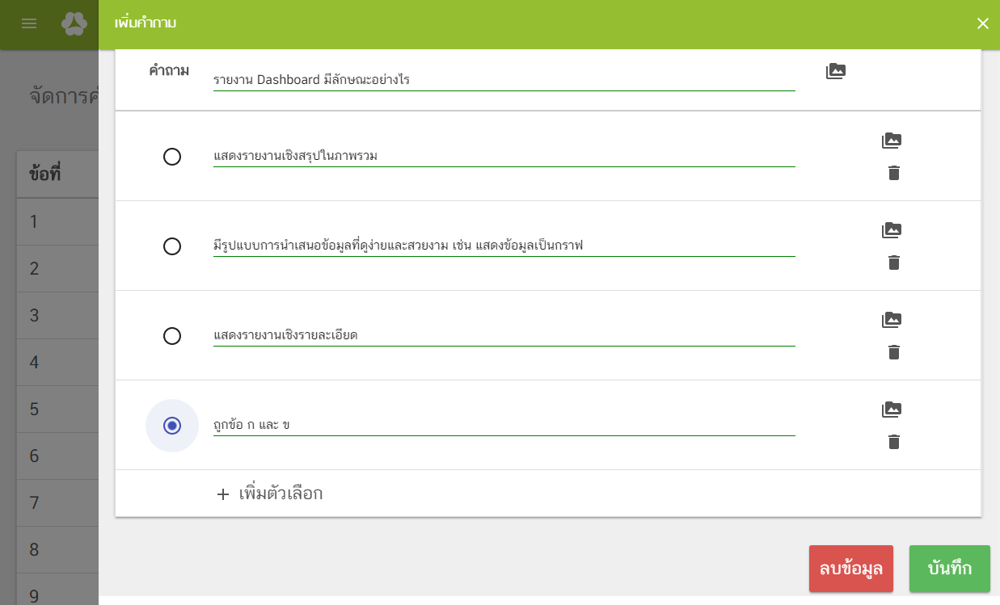 เพิ่มคำถาม
จัดการค
คำถาม
รายงาน Dashboard มีลักษณะอย่างไร
แสดงรายงานเชิงสรุปในภาพรวม
มีรูปแบบการนำเสนอข้อมูลที่ดูง่ายและสวยงาม เช่น แสดงข้อมูลเป็นกราฟ
แสดงรายงานเชิงรายละเอียด
ถูกข้อ ก และ ข
เพิ่มตัวเลือก
ลบข้อมูล
บันทึก
ข้อที่
1
2
3
4
5
6
7
8
9